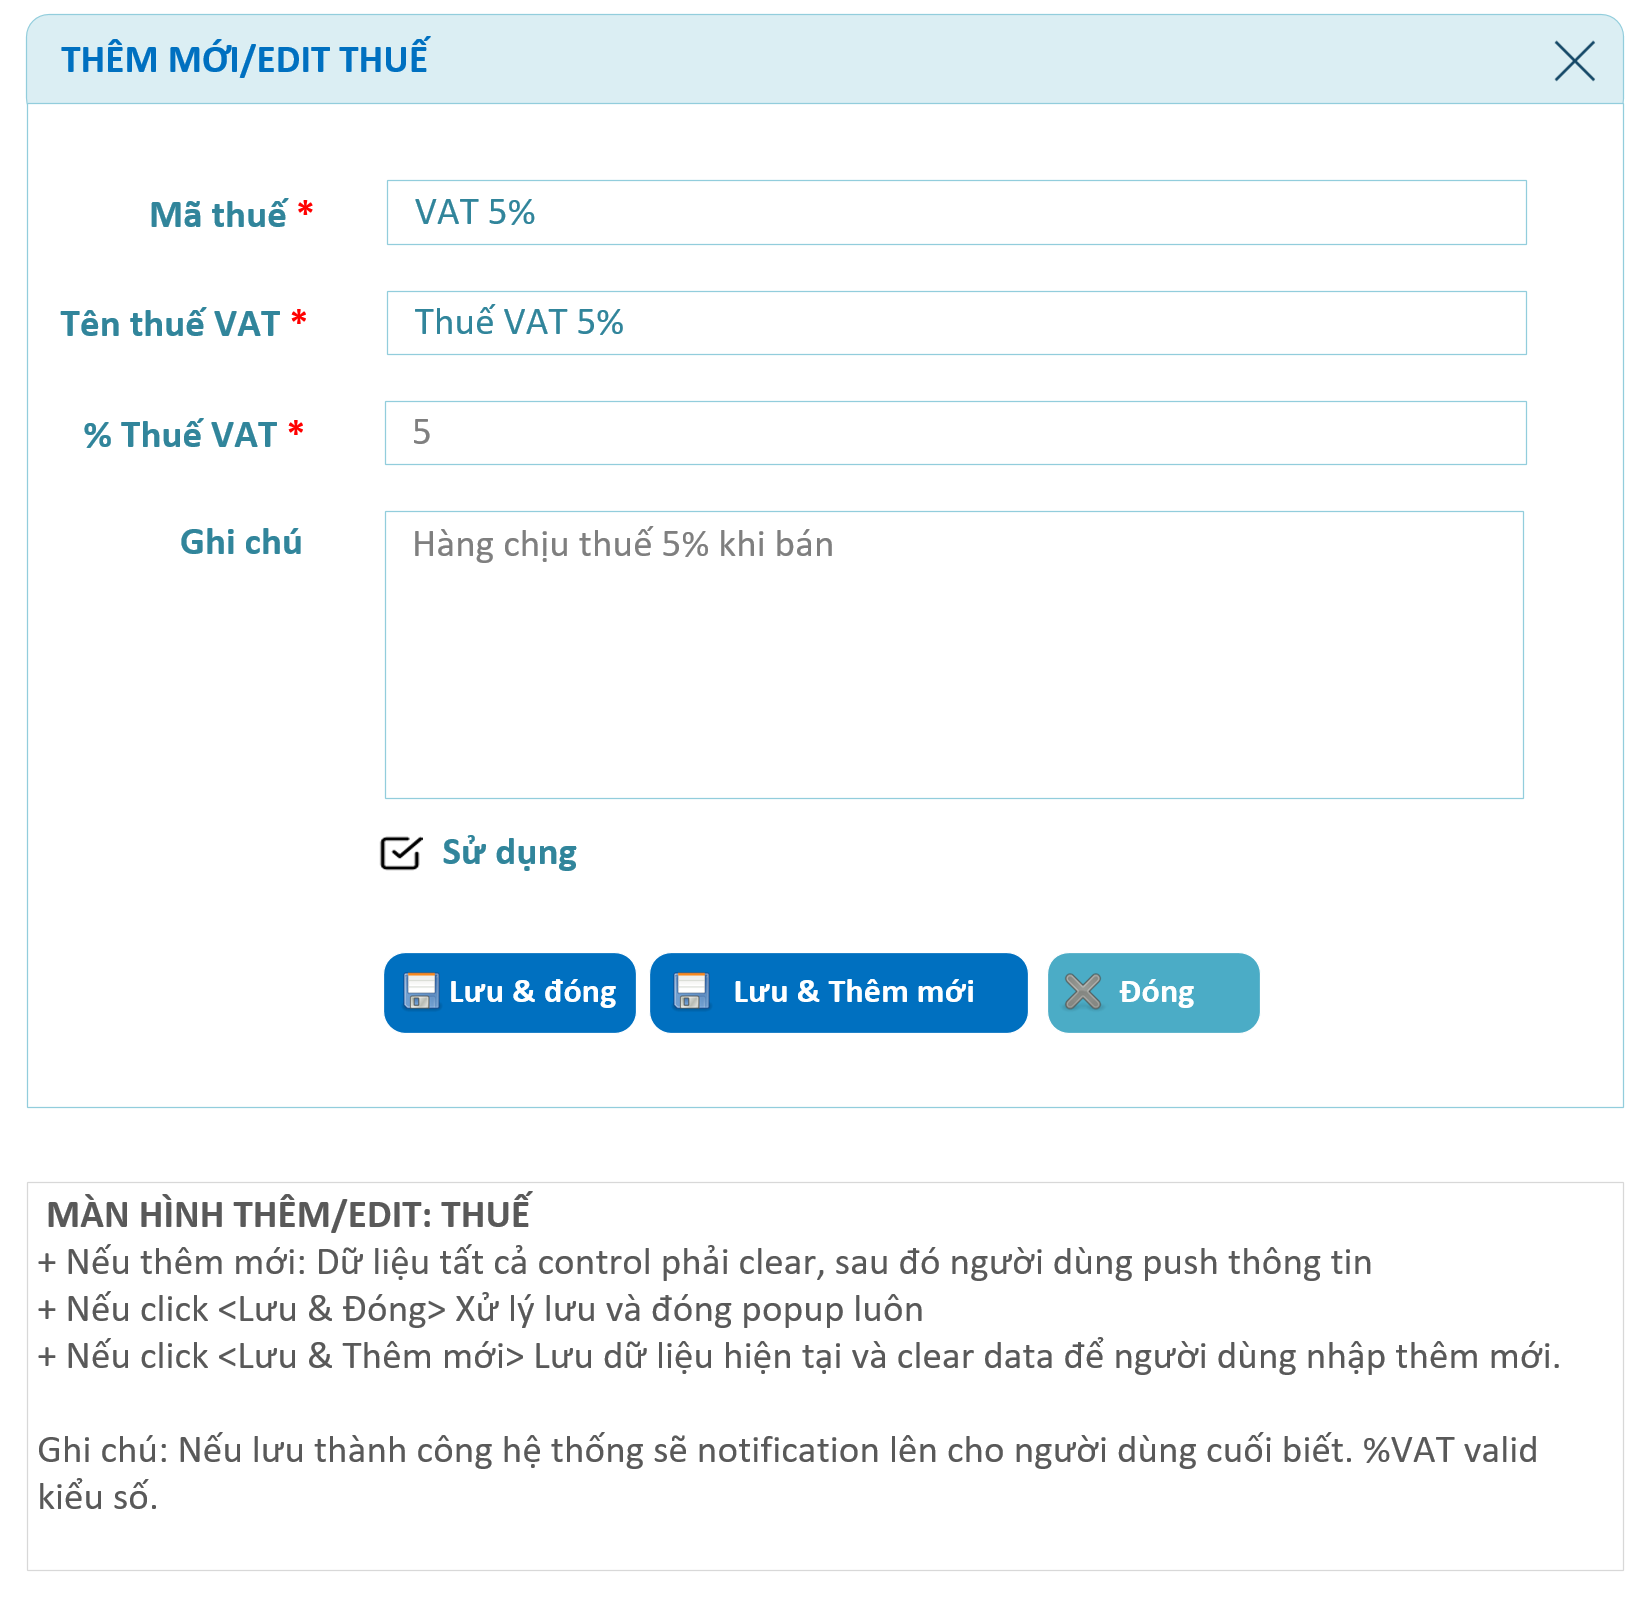 THÊM MỚI/EDIT THUẾ
Mã thuế *
VAT 5%
Tên thuế VAT *
Thuế VAT 5%
% Thuế VAT *
5
Ghi chú
Hàng chịu thuế 5% khi bán
Sử dụng
Lưu & đóng
Lưu & Thêm mới
Đóng
MÀN HÌNH THÊM/EDIT: THUẾ
+ Nếu thêm mới: Dữ liệu tất cả control phải clear, sau đó người dùng push thông tin
+ Nếu click <Lưu & Đóng> Xử lý lưu và đóng popup luôn
+ Nếu click <Lưu & Thêm mới> Lưu dữ liệu hiện tại và clear data để người dùng nhập thêm mới.
Ghi chú: Nếu lưu thành công hệ thống sẽ notification lên cho người dùng cuối biết. %VAT valid
kiểu số.